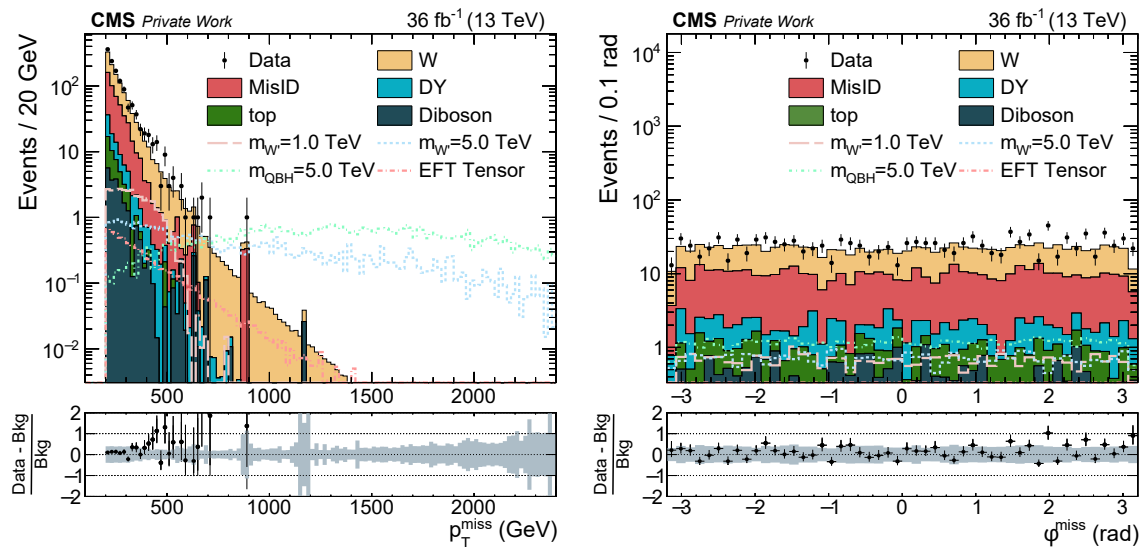 CMS Private Work 36 fb⁻¹ (13 TeV)
Events / 20 GeV
10²
10
1
10⁻¹
10⁻²
Data W
MisID DY
top Diboson
m_W'=1.0 TeV m_W'=5.0 TeV
m_QBH=5.0 TeV EFT Tensor
500 1000 1500 2000
Data - Bkg
Bkg
2
1
0
−1
−2
500 1000 1500 2000
p_T^miss (GeV)
CMS Private Work 36 fb⁻¹ (13 TeV)
Events / 0.1 rad
10⁴
10³
10²
10
1
Data W
MisID DY
top Diboson
m_W'=1.0 TeV m_W'=5.0 TeV
m_QBH=5.0 TeV EFT Tensor
−3 −2 −1 0 1 2 3
Data - Bkg
Bkg
2
1
0
−1
−2
−3 −2 −1 0 1 2 3
φ^miss (rad)